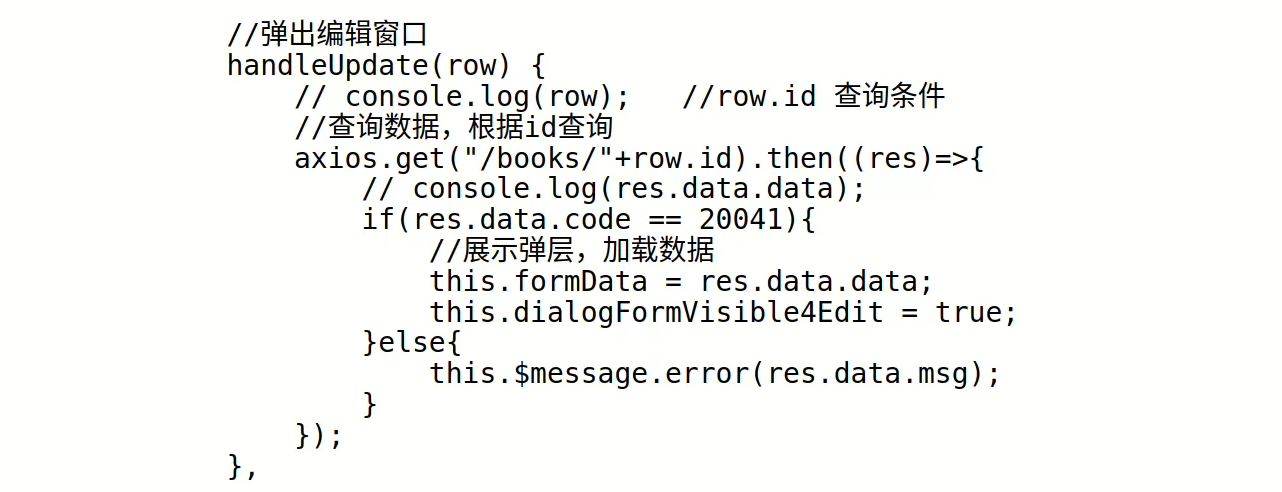 //弹出编辑窗口
handleUpdate(row) {
    // console.log(row);   //row.id 查询条件
    //查询数据，根据id查询
    axios.get("/books/"+row.id).then((res)=>{
        // console.log(res.data.data);
        if(res.data.code == 20041){
            //展示弹层，加载数据
            this.formData = res.data.data;
            this.dialogFormVisible4Edit = true;
        }else{
            this.$message.error(res.data.msg);
        }
    });
},